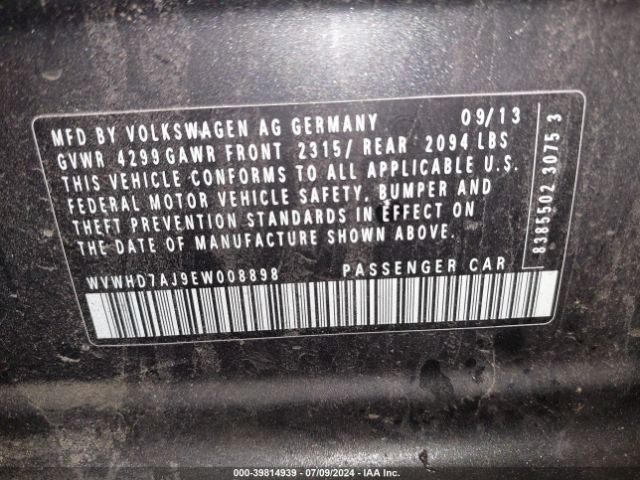 MFD BY VOLKSWAGEN AG GERMANY 09/13
GVWR 4299 GAWR FRONT 2315/ REAR 2094 LBS
THIS VEHICLE CONFORMS TO ALL APPLICABLE U.S.
FEDERAL MOTOR VEHICLE SAFETY, BUMPER AND
THEFT PREVENTION STANDARDS IN EFFECT ON
THE DATE OF MANUFACTURE SHOWN ABOVE.
WVWHD7AJ9EW008898 PASSENGER CAR
8385502 3075 3
000-39814939 - 07/09/2024 - IAA Inc.